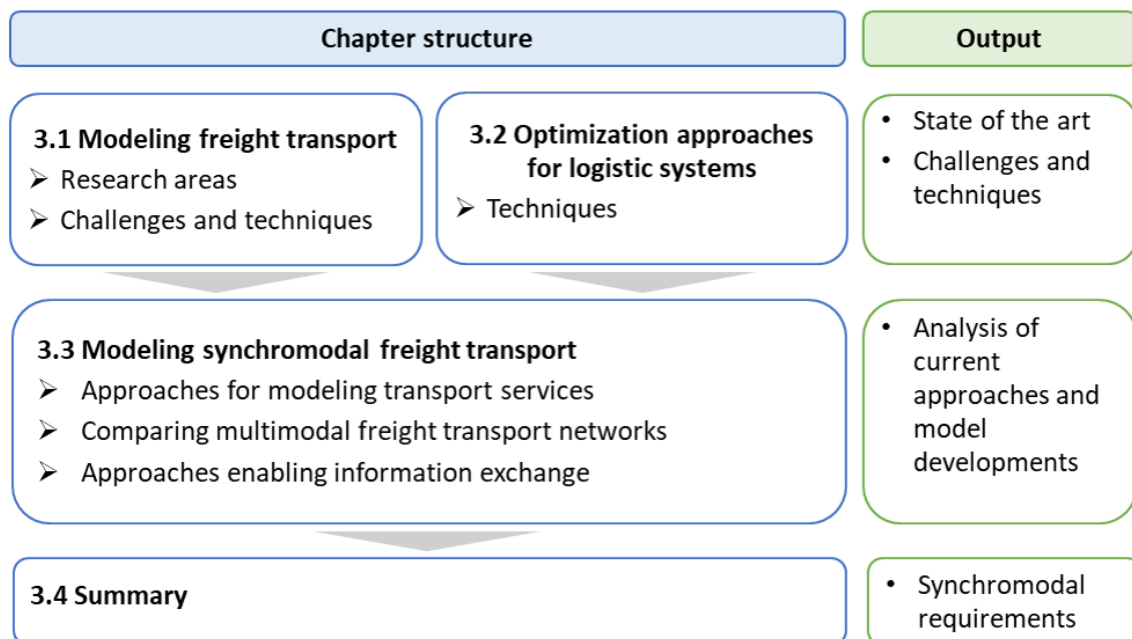 Chapter structure
Output
3.1 Modeling freight transport
➢ Research areas
➢ Challenges and techniques
3.2 Optimization approaches
for logistic systems
➢ Techniques
• State of the art
• Challenges and
techniques
3.3 Modeling synchromodal freight transport
➢ Approaches for modeling transport services
➢ Comparing multimodal freight transport networks
➢ Approaches enabling information exchange
• Analysis of
current
approaches and
model
developments
3.4 Summary
• Synchromodal
requirements